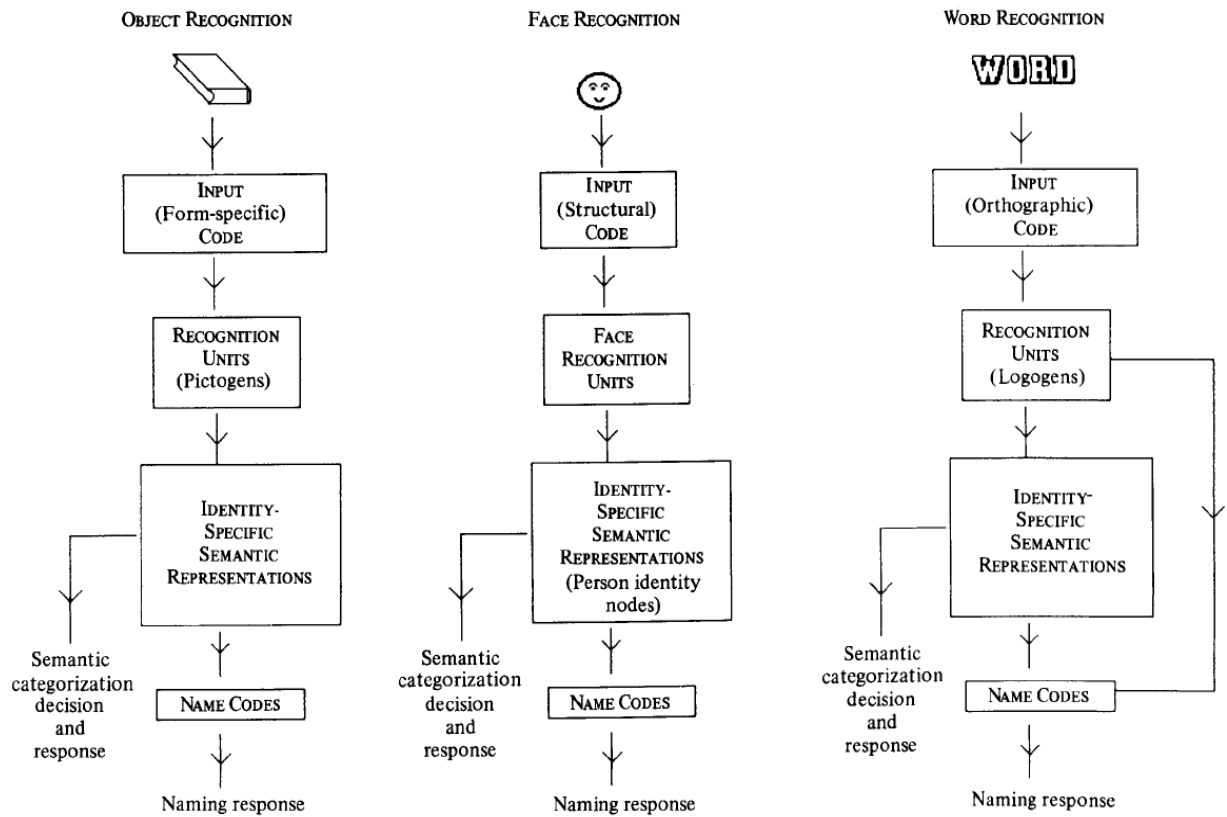 OBJECT RECOGNITION
INPUT
(Form-specific)
CODE
RECOGNITION
UNITS
(Pictogens)
IDENTITY-
SPECIFIC
SEMANTIC
REPRESENTATIONS
Semantic
categorization
decision
and
response
NAME CODES
Naming response
FACE RECOGNITION
INPUT
(Structural)
CODE
FACE
RECOGNITION
UNITS
IDENTITY-
SPECIFIC
SEMANTIC
REPRESENTATIONS
(Person identity
nodes)
Semantic
categorization
decision
and
response
NAME CODES
Naming response
WORD RECOGNITION
WORD
INPUT
(Orthographic)
CODE
RECOGNITION
UNITS
(Logogens)
IDENTITY-
SPECIFIC
SEMANTIC
REPRESENTATIONS
Semantic
categorization
decision
and
response
NAME CODES
Naming response